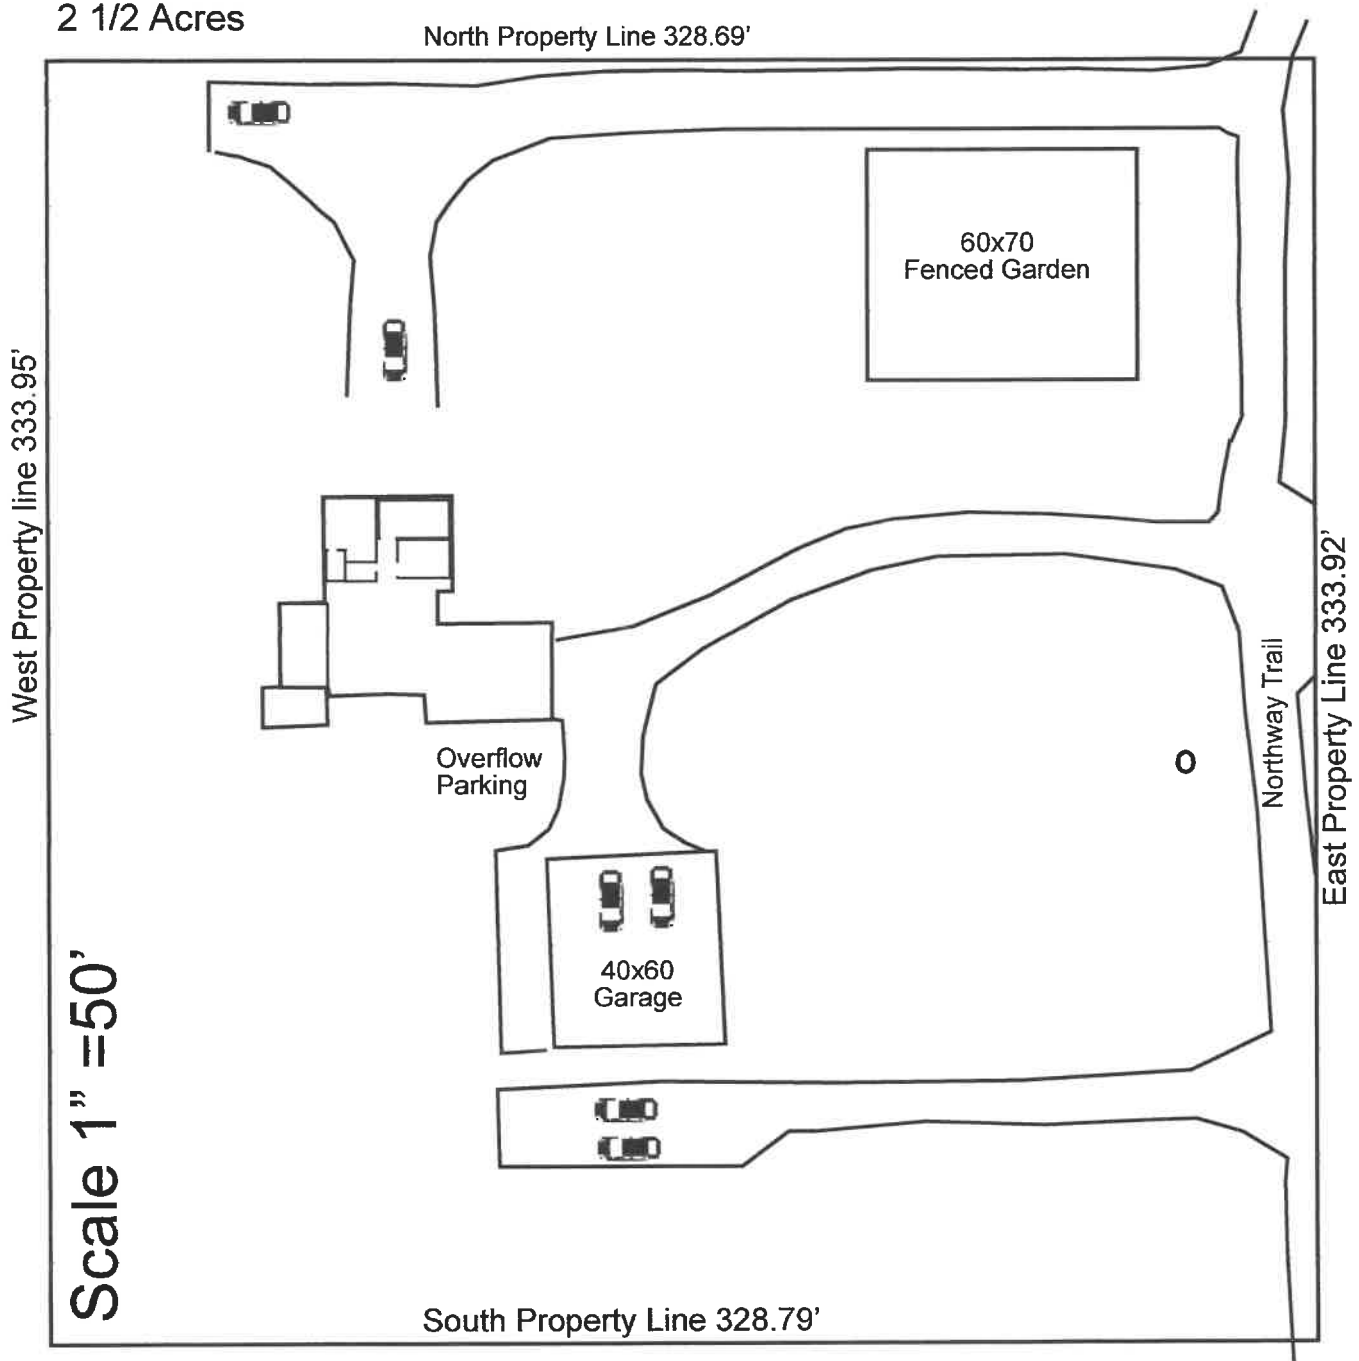 2 1/2 Acres
North Property Line 328.69'
60x70
Fenced Garden
West Property line 333.95'
East Property Line 333.92'
Northway Trail
Overflow
Parking
40x60
Garage
Scale 1” =50’
South Property Line 328.79’